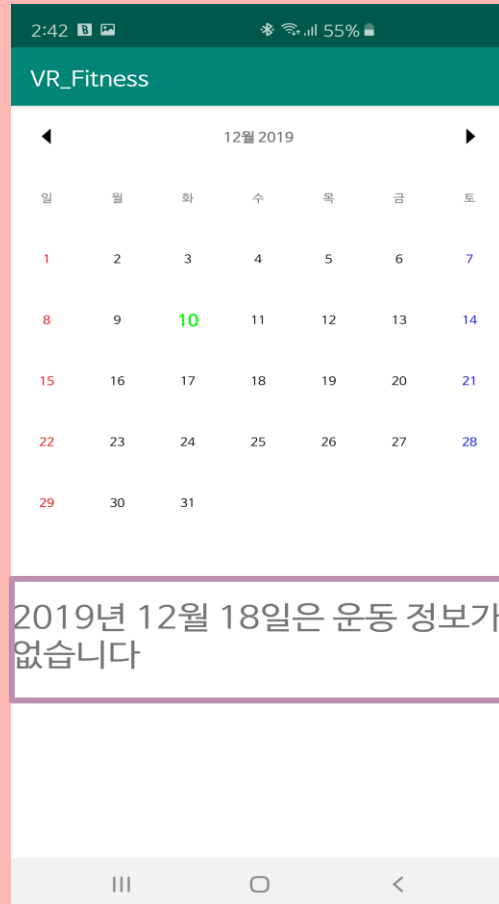 2:42 55%
VR_Fitness
12월 2019
일 월 화 수 목 금 토
1 2 3 4 5 6 7
8 9 10 11 12 13 14
15 16 17 18 19 20 21
22 23 24 25 26 27 28
29 30 31
2019년 12월 18일은 운동 정보가
없습니다